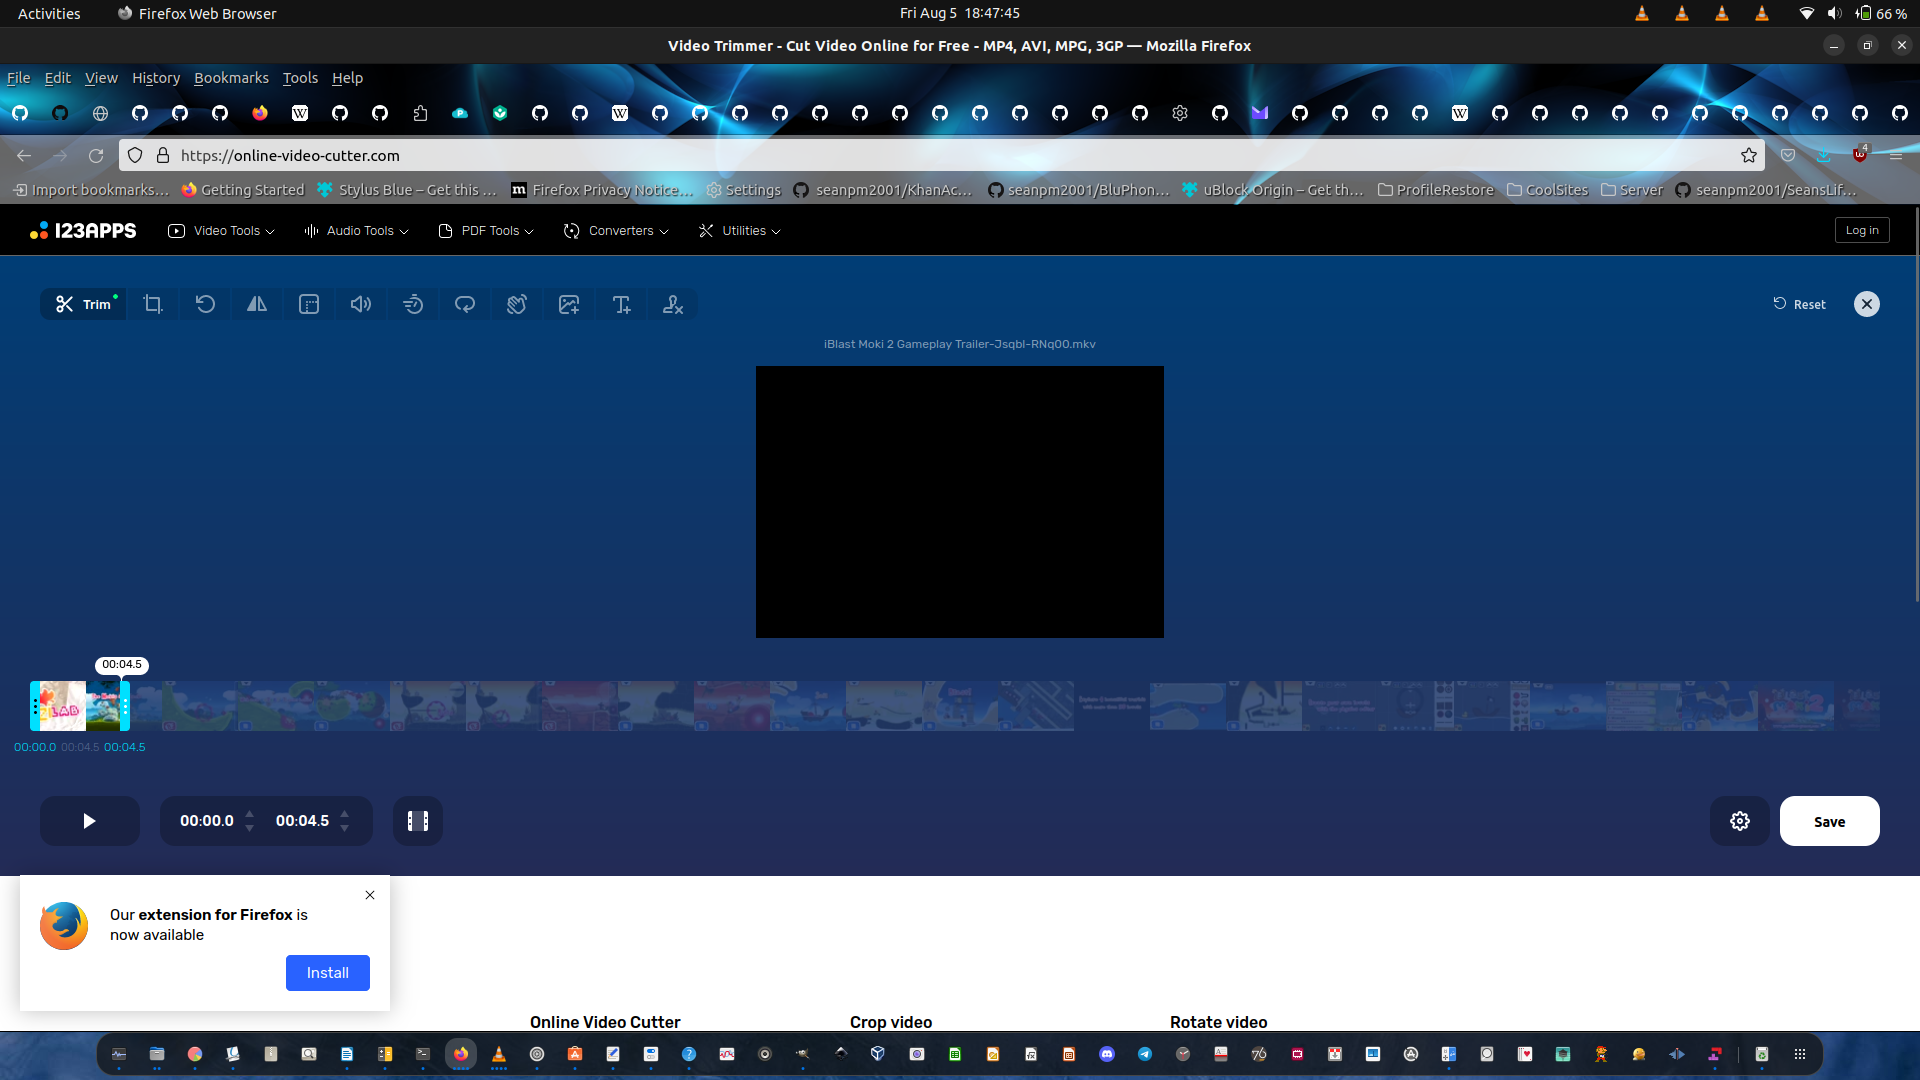 Activities
Firefox Web Browser
Fri Aug 5 18:47:45
66 %
Video Trimmer - Cut Video Online for Free - MP4, AVI, MPG, 3GP — Mozilla Firefox
File Edit View History Bookmarks Tools Help
https://online-video-cutter.com
4
Import bookmarks…
Getting Started
Stylus Blue – Get this …
Firefox Privacy Notice…
Settings
seanpm2001/KhanAc…
seanpm2001/BluPhon…
uBlock Origin – Get th…
ProfileRestore
CoolSites
Server
seanpm2001/SeansLif…
123APPS
Video Tools
Audio Tools
PDF Tools
Converters
Utilities
Log in
Trim
Reset
iBlast Moki 2 Gameplay Trailer-Jsqbl-RNq00.mkv
00:04.5
00:00.0 00:04.5 00:04.5
00:00.0
00:04.5
Save
Our extension for Firefox is
now available
Install
Online Video Cutter
Crop video
Rotate video